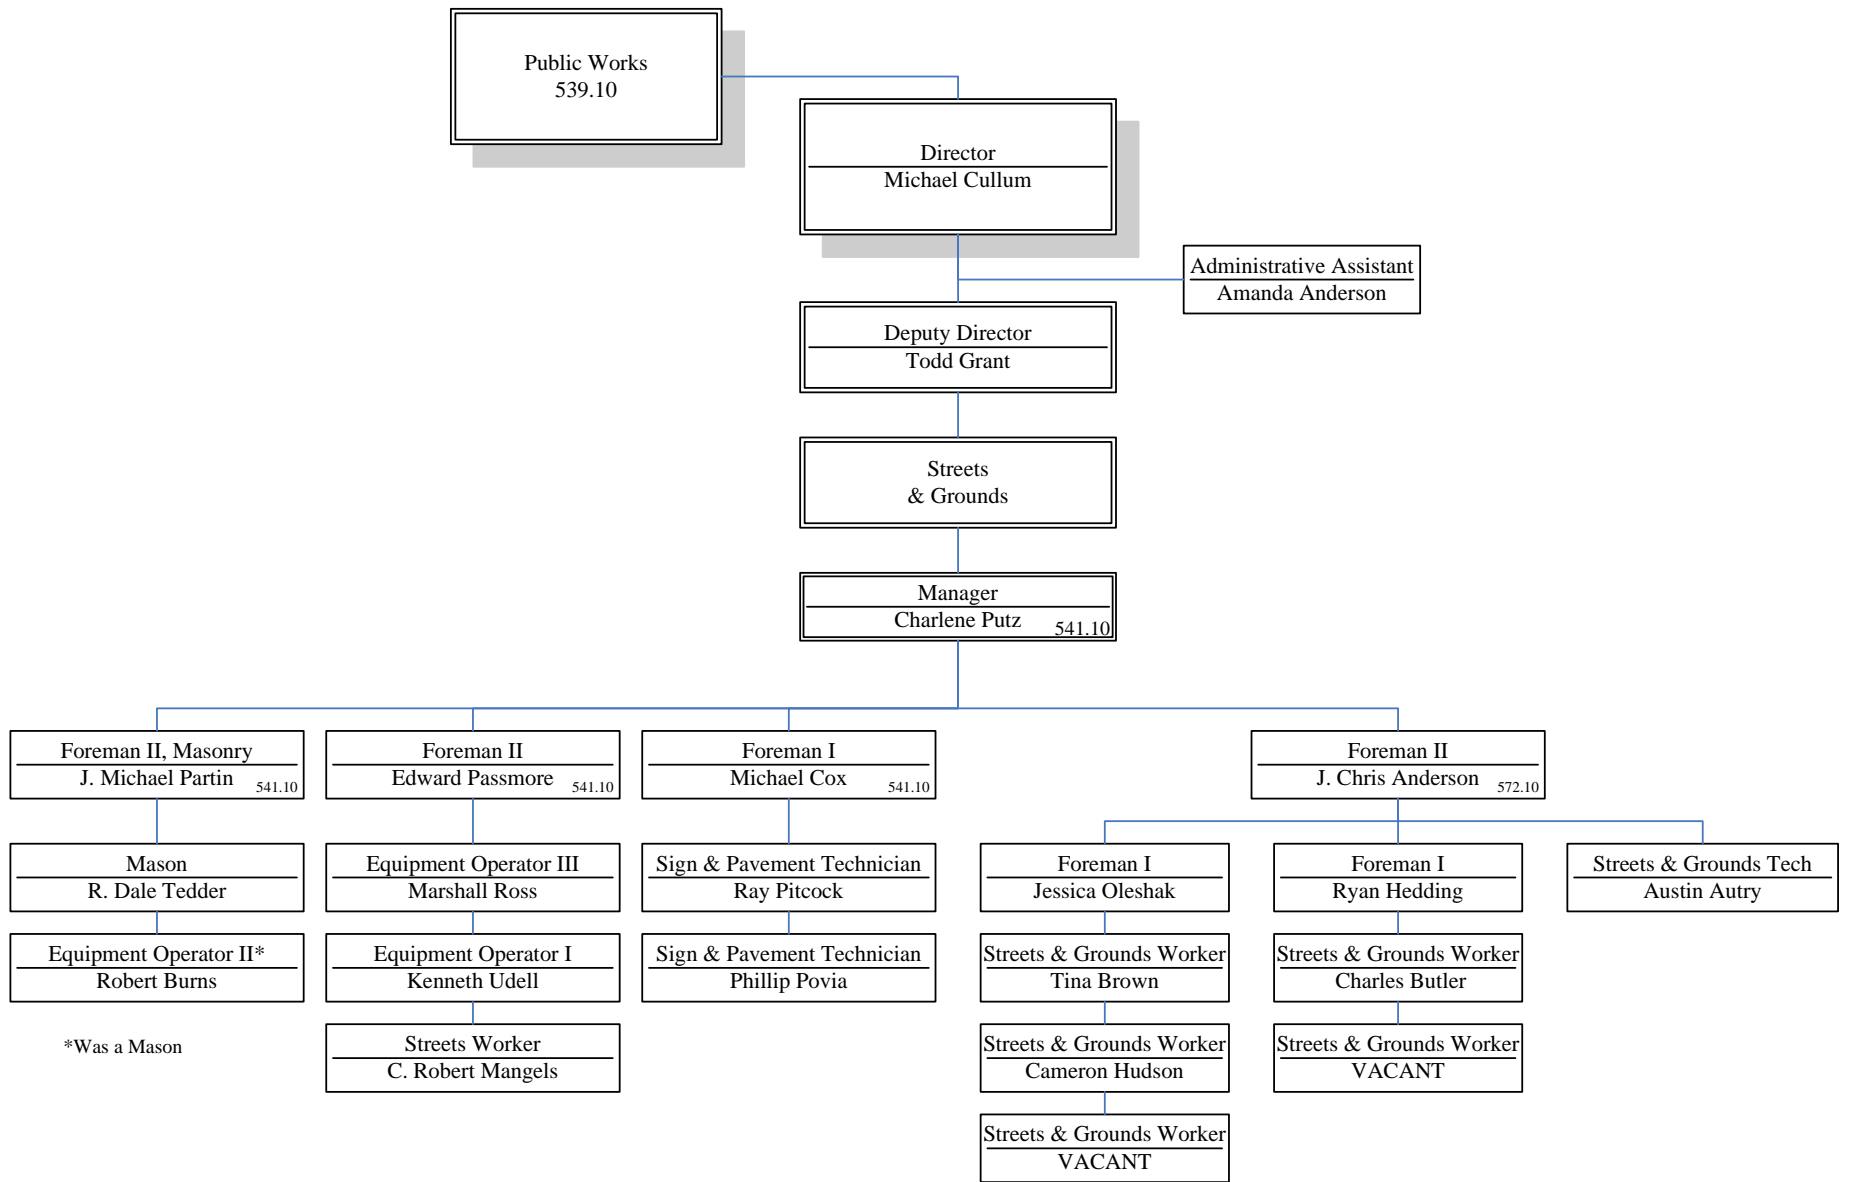 Public Works
539.10
Director
Michael Cullum
Administrative Assistant
Amanda Anderson
Deputy Director
Todd Grant
Streets
& Grounds
Manager
Charlene Putz
541.10
Foreman II, Masonry
J. Michael Partin
541.10
Foreman II
Edward Passmore
541.10
Foreman I
Michael Cox
541.10
Foreman II
J. Chris Anderson
572.10
Mason
R. Dale Tedder
Equipment Operator III
Marshall Ross
Sign & Pavement Technician
Ray Pitcock
Foreman I
Jessica Oleshak
Foreman I
Ryan Hedding
Streets & Grounds Tech
Austin Autry
Equipment Operator II*
Robert Burns
Equipment Operator I
Kenneth Udell
Sign & Pavement Technician
Phillip Povia
Streets & Grounds Worker
Tina Brown
Streets & Grounds Worker
Charles Butler
*Was a Mason
Streets Worker
C. Robert Mangels
Streets & Grounds Worker
Cameron Hudson
Streets & Grounds Worker
VACANT
Streets & Grounds Worker
VACANT